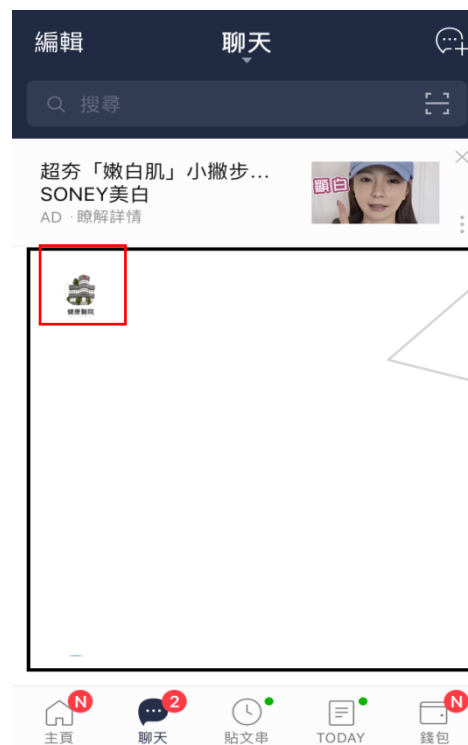 編輯
聊天
搜尋
超夯「嫩白肌」小撇步...
SONEY美白
AD · 瞭解詳情
顯白
健康醫院
N
2
N
主頁
聊天
貼文串
TODAY
錢包